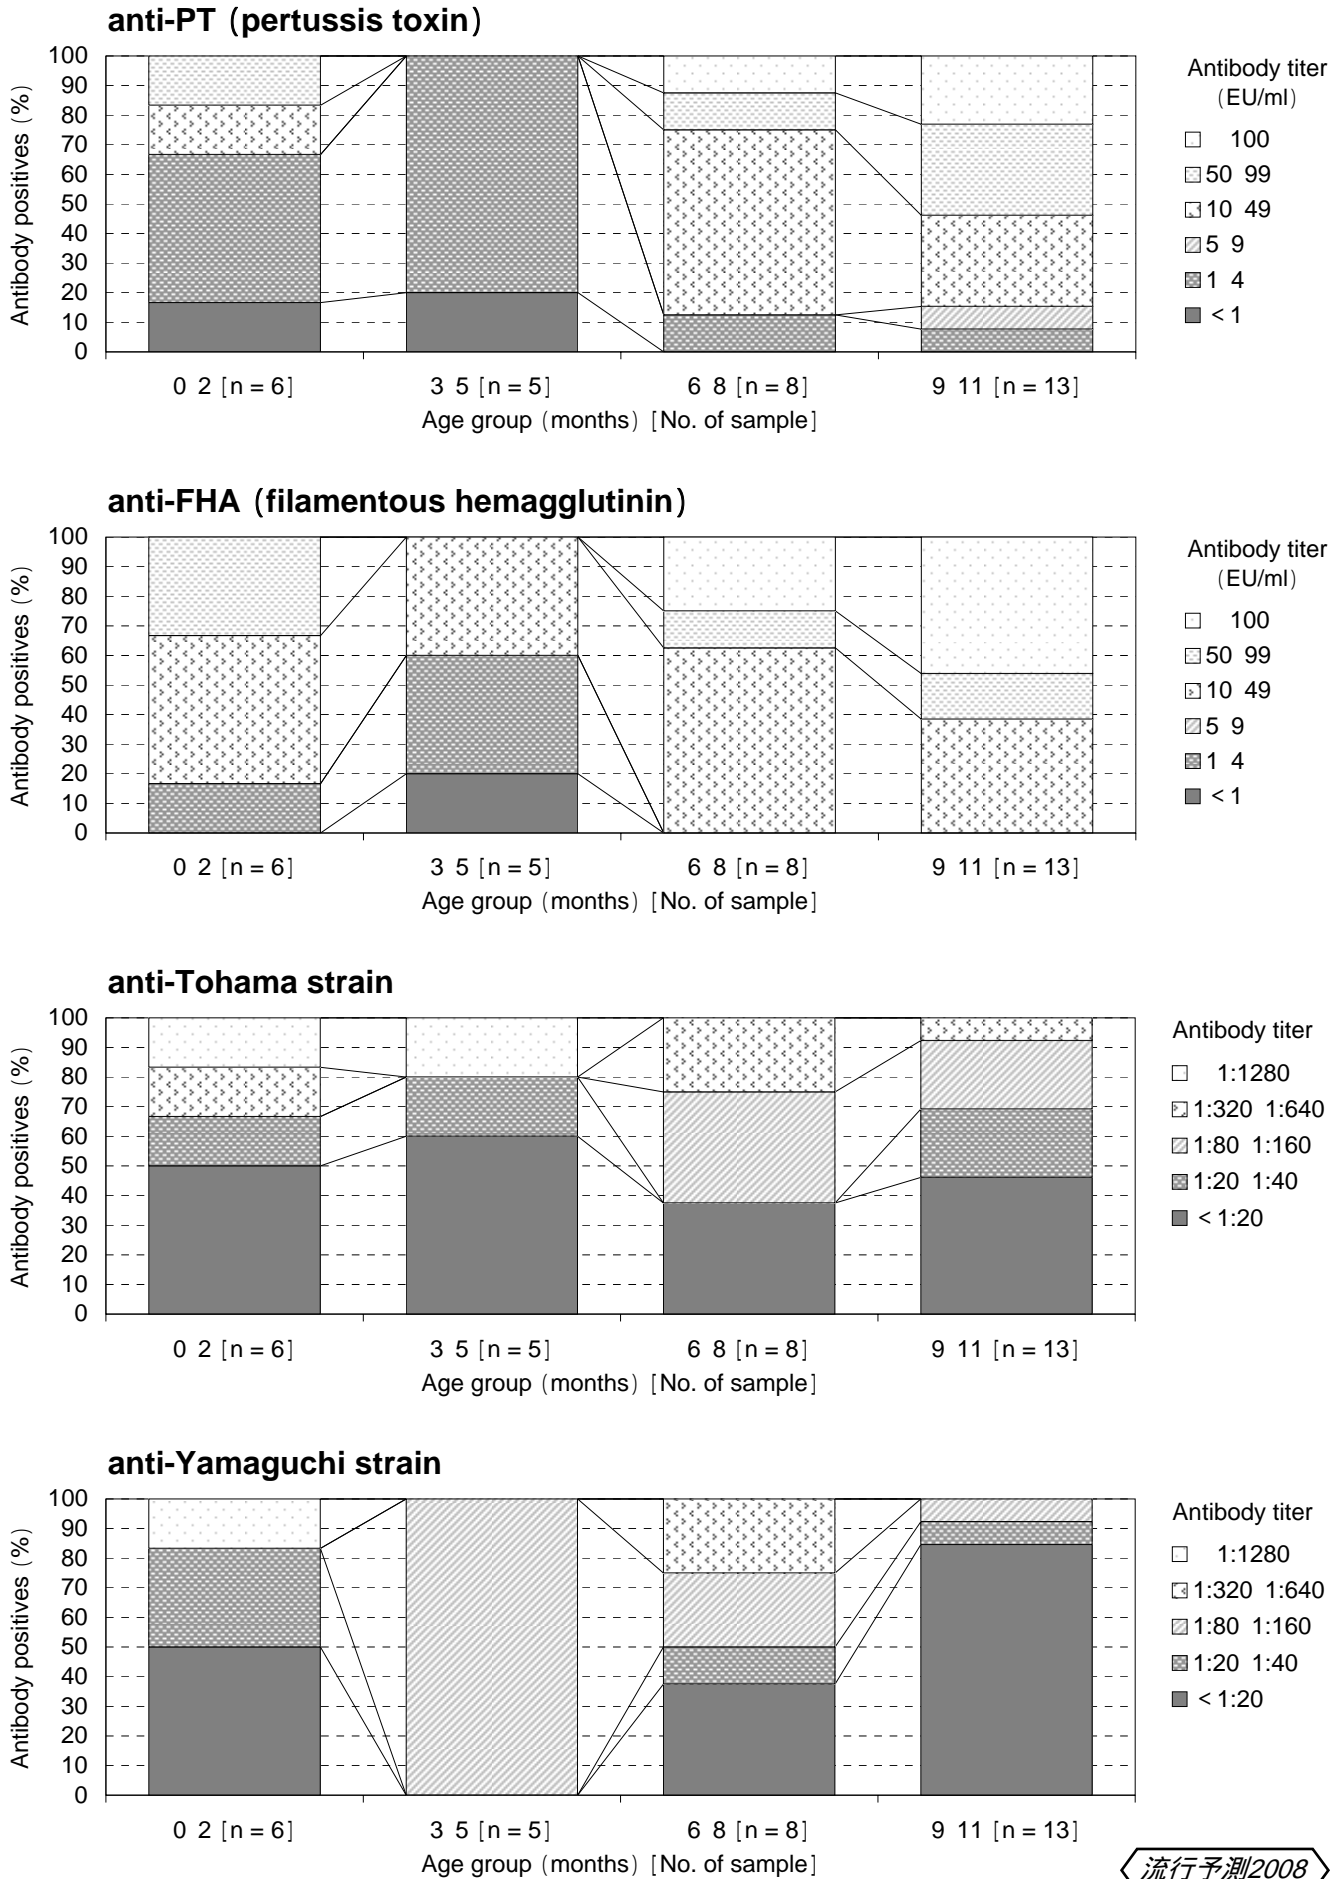 anti-PT (pertussis toxin)
100
90
80
70
60
50
40
30
20
10
0
Antibody positives (%)
0 2 [n = 6]
3 5 [n = 5]
6 8 [n = 8]
9 11 [n = 13]
Age group (months) [No. of sample]
Antibody titer
(EU/ml)
100
50 99
10 49
5 9
1 4
< 1
anti-FHA (filamentous hemagglutinin)
100
90
80
70
60
50
40
30
20
10
0
Antibody positives (%)
0 2 [n = 6]
3 5 [n = 5]
6 8 [n = 8]
9 11 [n = 13]
Age group (months) [No. of sample]
Antibody titer
(EU/ml)
100
50 99
10 49
5 9
1 4
< 1
anti-Tohama strain
100
90
80
70
60
50
40
30
20
10
0
Antibody positives (%)
0 2 [n = 6]
3 5 [n = 5]
6 8 [n = 8]
9 11 [n = 13]
Age group (months) [No. of sample]
Antibody titer
1:1280
1:320 1:640
1:80 1:160
1:20 1:40
< 1:20
anti-Yamaguchi strain
100
90
80
70
60
50
40
30
20
10
0
Antibody positives (%)
0 2 [n = 6]
3 5 [n = 5]
6 8 [n = 8]
9 11 [n = 13]
Age group (months) [No. of sample]
Antibody titer
1:1280
1:320 1:640
1:80 1:160
1:20 1:40
< 1:20
流行予測2008